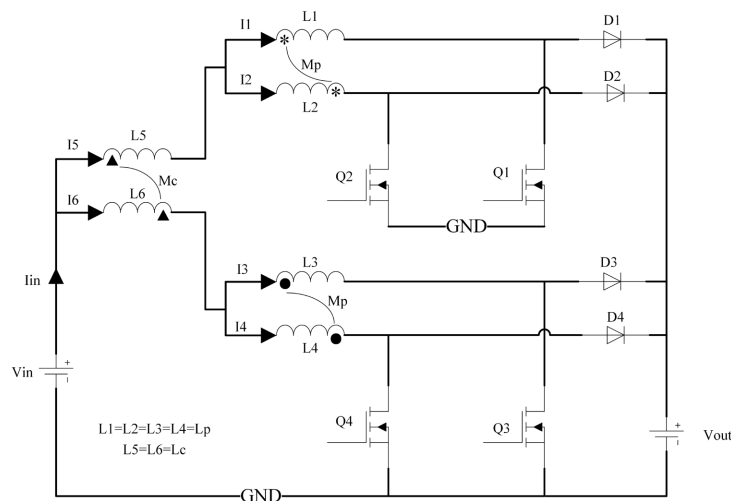 L1
D1
I1
*
Mp
I2
*
L2
D2
I5
L5
Q2
Q1
Mc
I6
L6
GND
Iin
I3
L3
D3
Mp
I4
L4
D4
Vin
+
-
L1=L2=L3=L4=Lp
L5=L6=Lc
Q4
Q3
+
-
Vout
GND